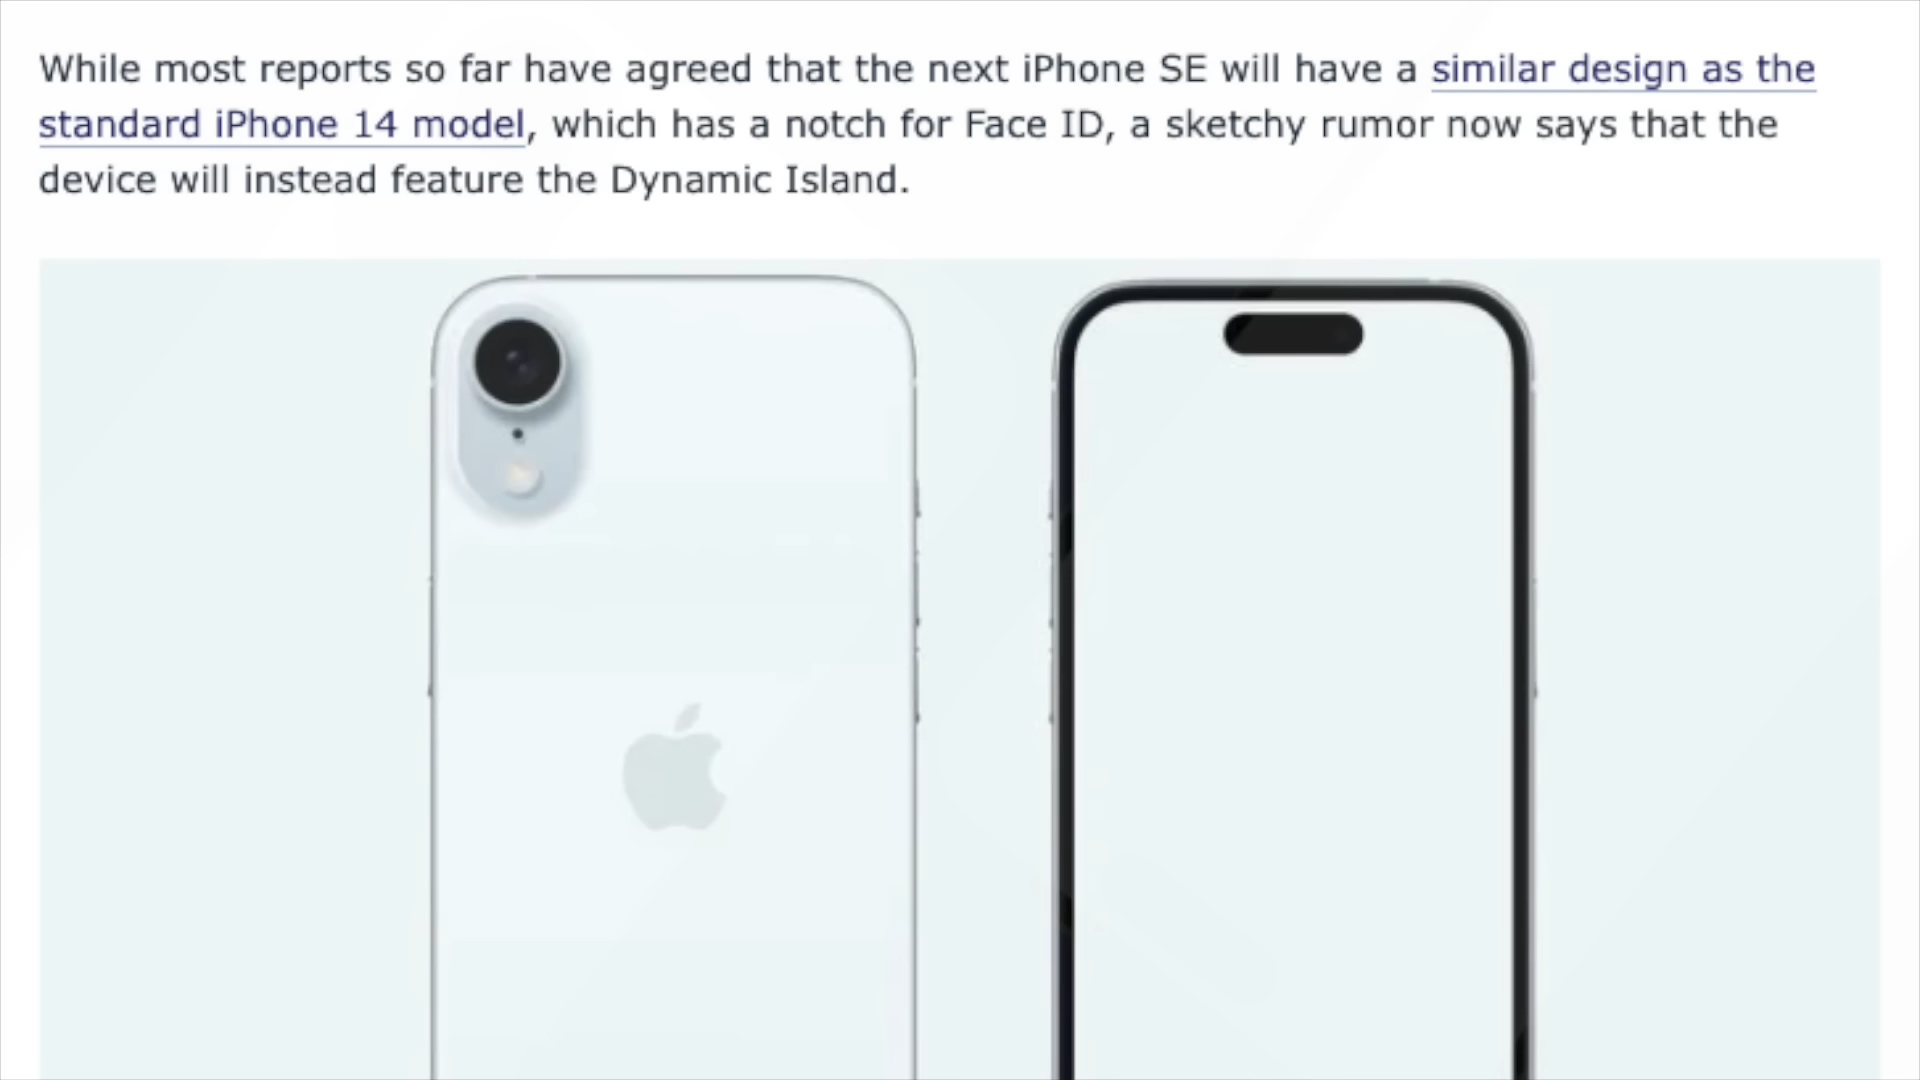 While most reports so far have agreed that the next iPhone SE will have a similar design as the
standard iPhone 14 model, which has a notch for Face ID, a sketchy rumor now says that the
device will instead feature the Dynamic Island.